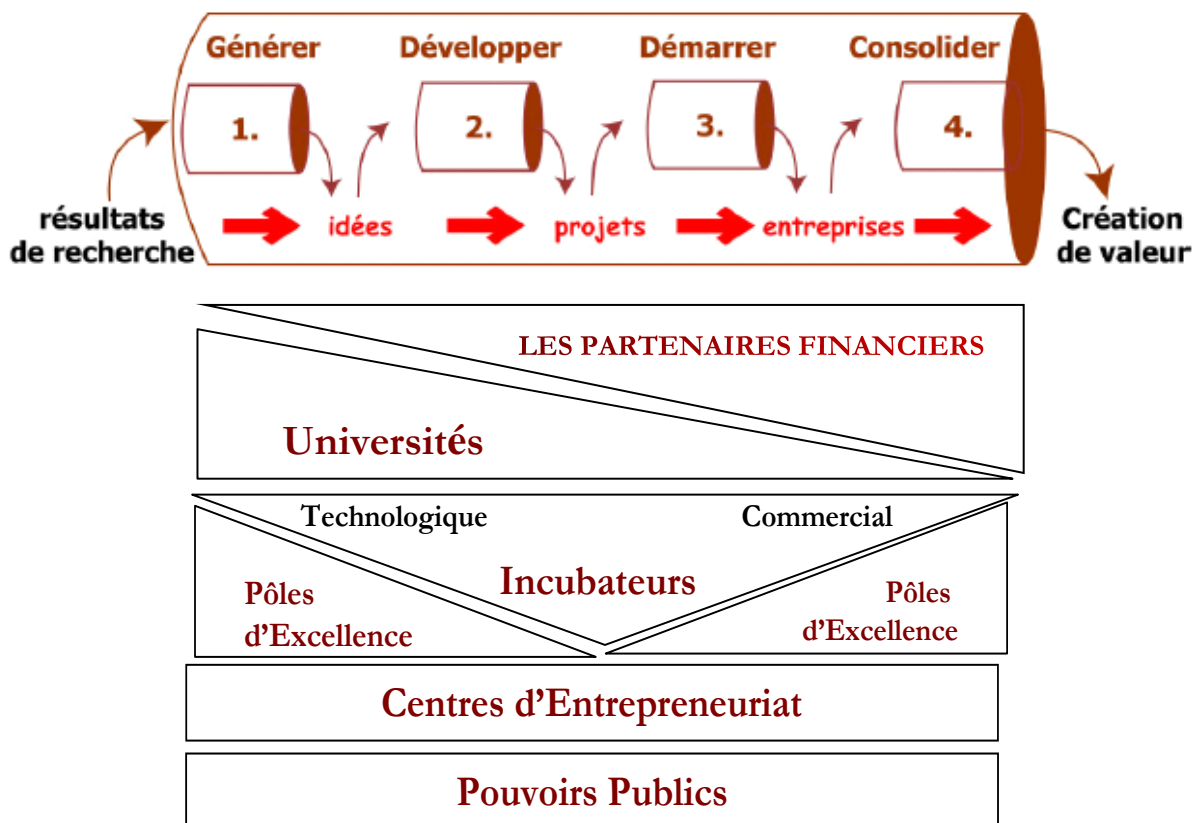 Générer Développer Démarrer Consolider
1. 2. 3. 4.
résultats
de recherche
idées projets entreprises
Création
de valeur
LES PARTENAIRES FINANCIERS
Universités
Technologique Commercial
Incubateurs
Pôles
d’Excellence
Pôles
d’Excellence
Centres d’Entrepreneuriat
Pouvoirs Publics